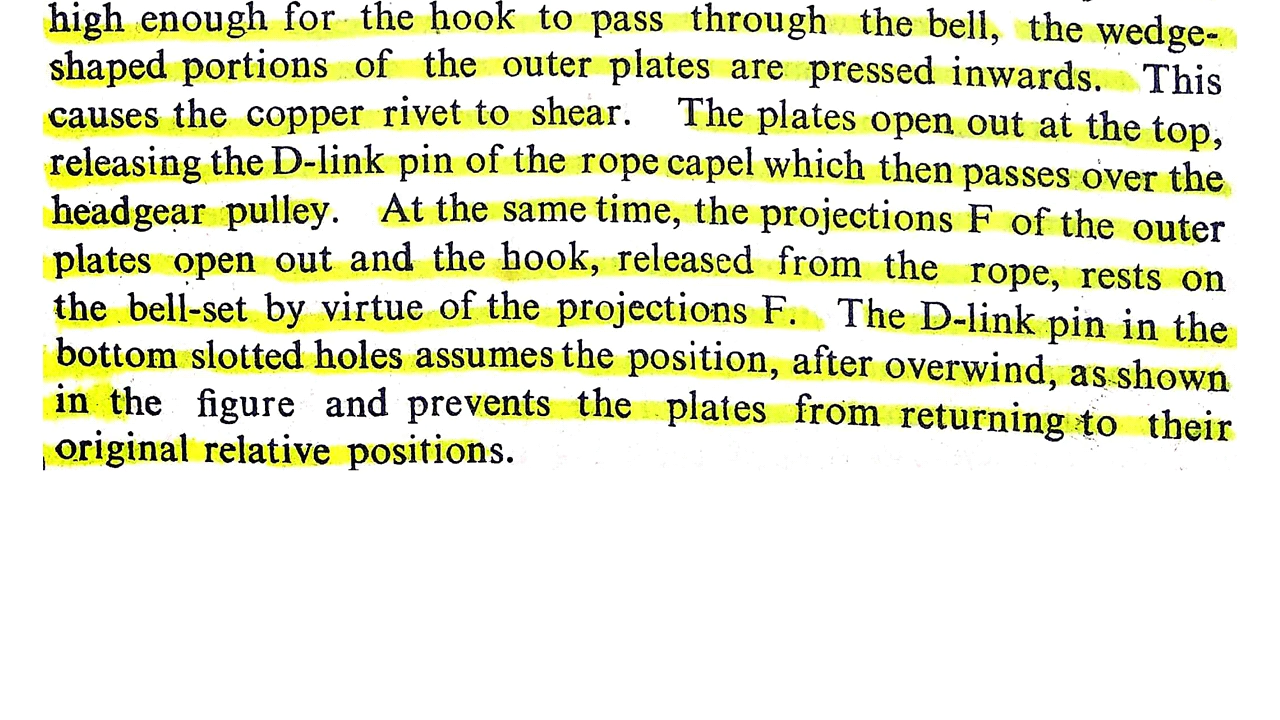 high enough for the hook to pass through the bell, the wedge-
shaped portions of the outer plates are pressed inwards. This
causes the copper rivet to shear. The plates open out at the top,
releasing the D-link pin of the rope capel which then passes over the
headgear pulley. At the same time, the projections F of the outer
plates open out and the hook, released from the rope, rests on
the bell-set by virtue of the projections F. The D-link pin in the
bottom slotted holes assumes the position, after overwind, as shown
in the figure and prevents the plates from returning to their
original relative positions.